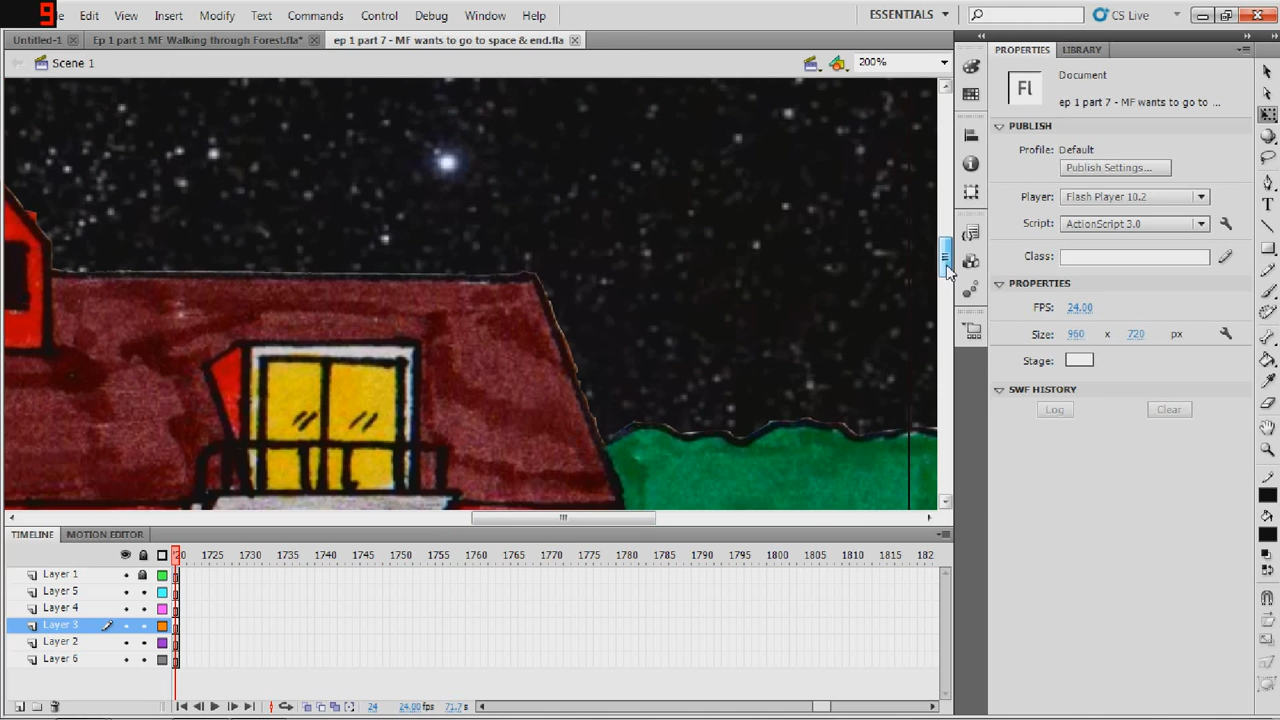 9 Edit View Insert Modify Text Commands Control Debug Window Help ESSENTIALS CS Live
Untitled-1 Ep 1 part 1 MF Walking through Forest.fla* ep 1 part 7 - MF wants to go to space & end.fla
Scene 1 200%
PROPERTIES LIBRARY
Fl Document
ep 1 part 7 - MF wants to go to ...
PUBLISH
Profile: Default
Publish Settings...
Player: Flash Player 10.2
Script: ActionScript 3.0
Class:
PROPERTIES
FPS: 24.00
Size: 960 x 720 px
Stage:
SWF HISTORY
Log Clear
TIMELINE MOTION EDITOR
20 1725 1730 1735 1740 1745 1750 1755 1760 1765 1770 1775 1780 1785 1790 1795 1800 1805 1810 1815 182
Layer 1
Layer 5
Layer 4
Layer 3
Layer 2
Layer 6
24 24.00fps 71.7s